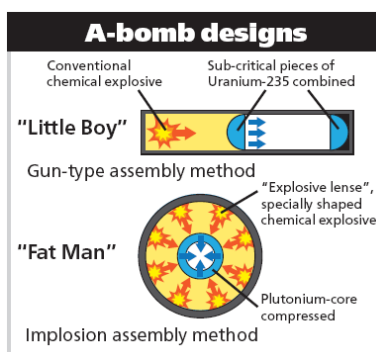 A-bomb designs
Conventional
chemical explosive
Sub-critical pieces of
Uranium-235 combined
"Little Boy"
Gun-type assembly method
"Explosive lense",
specially shaped
chemical explosive
"Fat Man"
Plutonium-core
compressed
Implosion assembly method